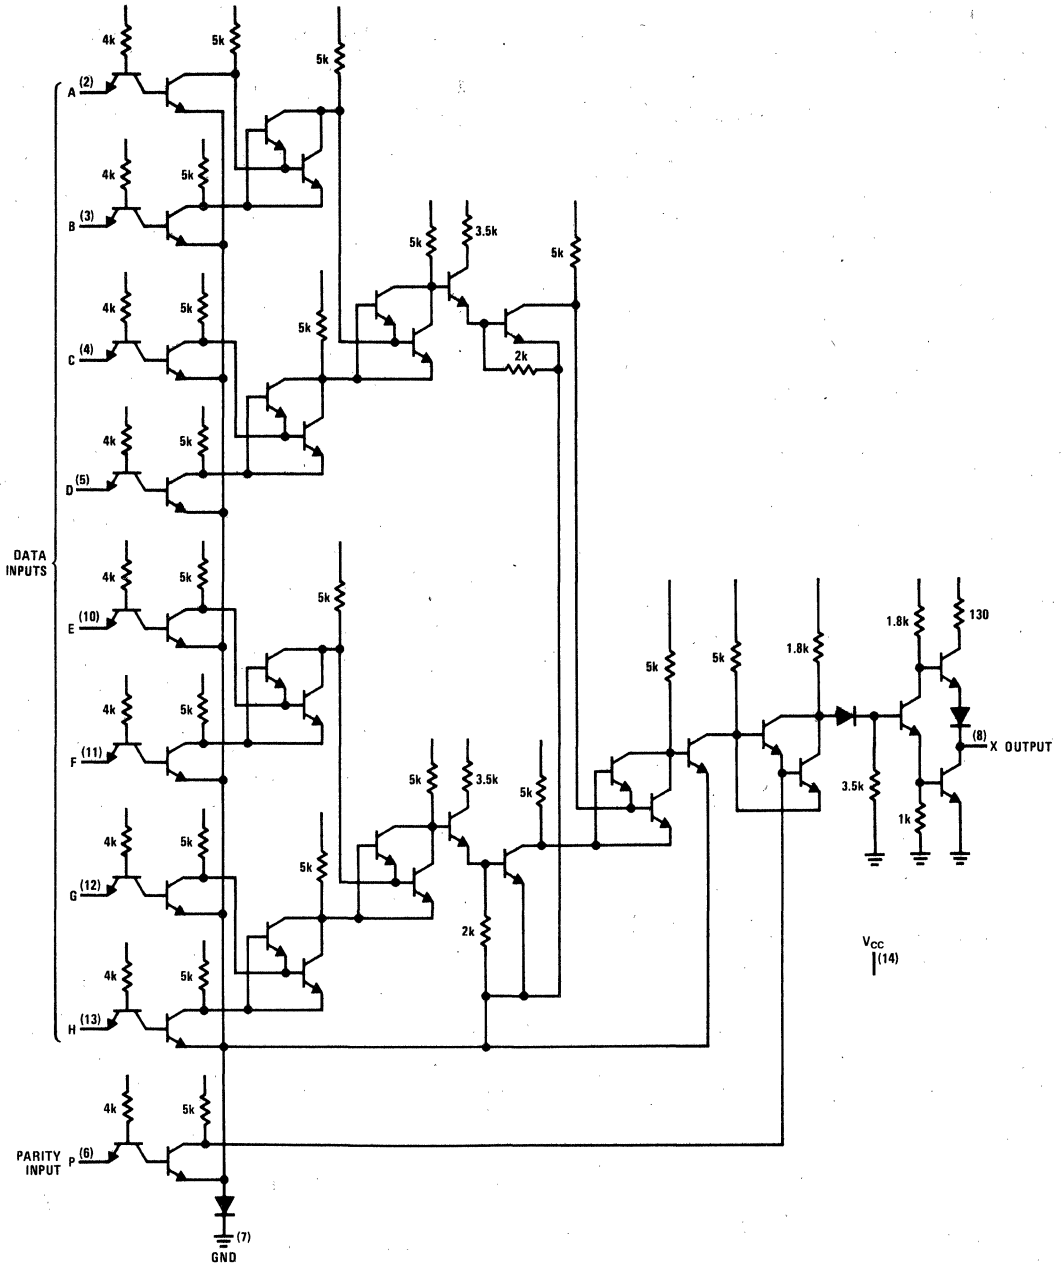 4k
5k
5k
A (2)
4k
5k
B (3)
3.5k
5k
5k
4k
5k
5k
C (4)
2k
4k
5k
D (5)
DATA
INPUTS
4k
5k
5k
E (10)
130
1.8k
1.8k
5k
5k
4k
5k
F (11)
(8)
X OUTPUT
5k
3.5k
5k
3.5k
1k
4k
5k
5k
G (12)
2k
VCC
(14)
4k
5k
H (13)
4k
5k
PARITY
INPUT P (6)
(7)
GND